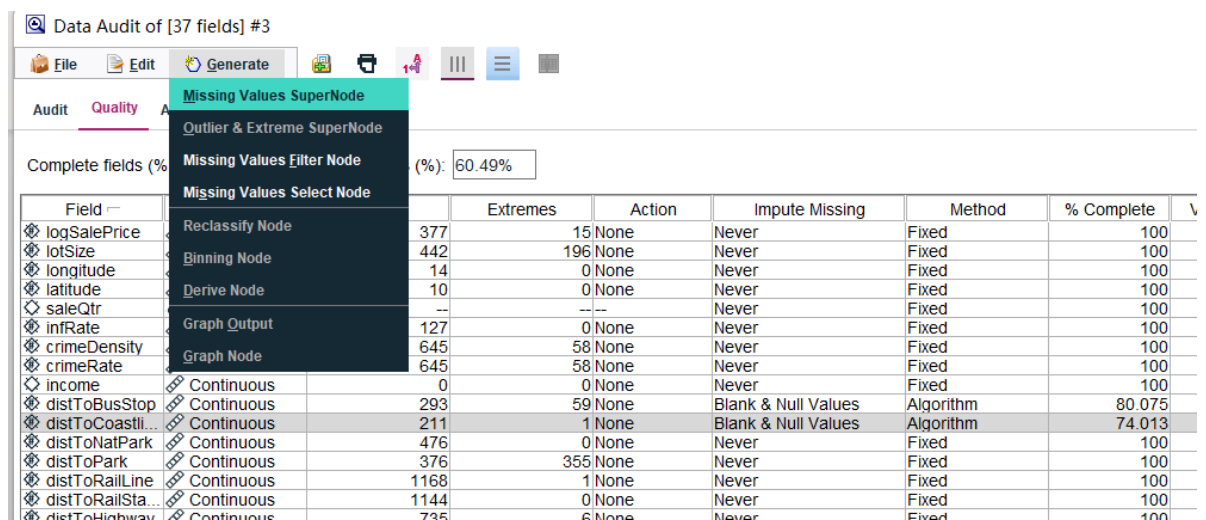 Data Audit of [37 fields] #3
File Edit Generate
Missing Values SuperNode
Audit Quality A
Outlier & Extreme SuperNode
Complete fields (% Missing Values Filter Node (%): 60.49%
Missing Values Select Node
Field Extremes Action Impute Missing Method % Complete V
Reclassify Node
logSalePrice 377 15 None Never Fixed 100
lotSize 442 196 None Never Fixed 100
Binning Node
longitude 14 0 None Never Fixed 100
latitude 10 0 None Never Fixed 100
Derive Node
saleQtr -- -- -- Never Fixed 100
Graph Output
infRate 127 0 None Never Fixed 100
crimeDensity 645 58 None Never Fixed 100
Graph Node
crimeRate 645 58 None Never Fixed 100
income Continuous 0 0 None Never Fixed 100
distToBusStop Continuous 293 59 None Blank & Null Values Algorithm 80.075
distToCoastli... Continuous 211 1 None Blank & Null Values Algorithm 74.013
distToNatPark Continuous 476 0 None Never Fixed 100
distToPark Continuous 376 355 None Never Fixed 100
distToRailLine Continuous 1168 1 None Never Fixed 100
distToRailSta... Continuous 1144 0 None Never Fixed 100
distToHighway Continuous 735 6 None Never Fixed 100